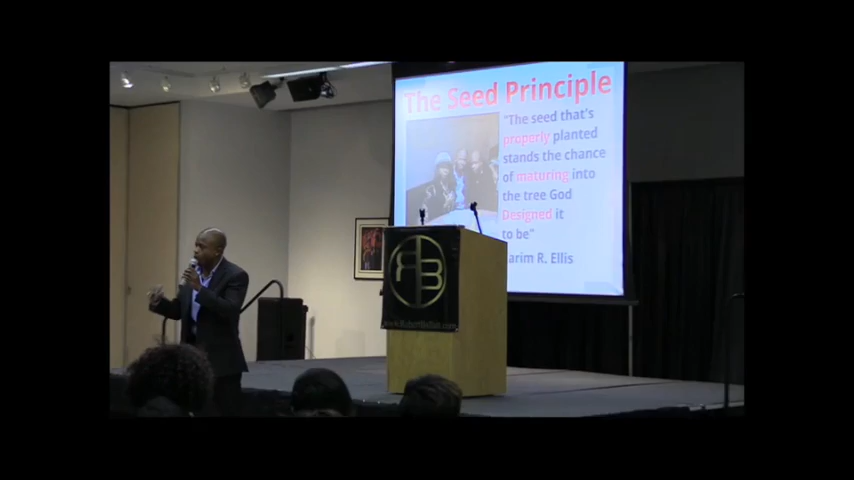 The Seed Principle
"The seed that's
properly planted
stands the chance
of maturing into
the tree God
Designed it
to be"
arim R. Ellis
RB